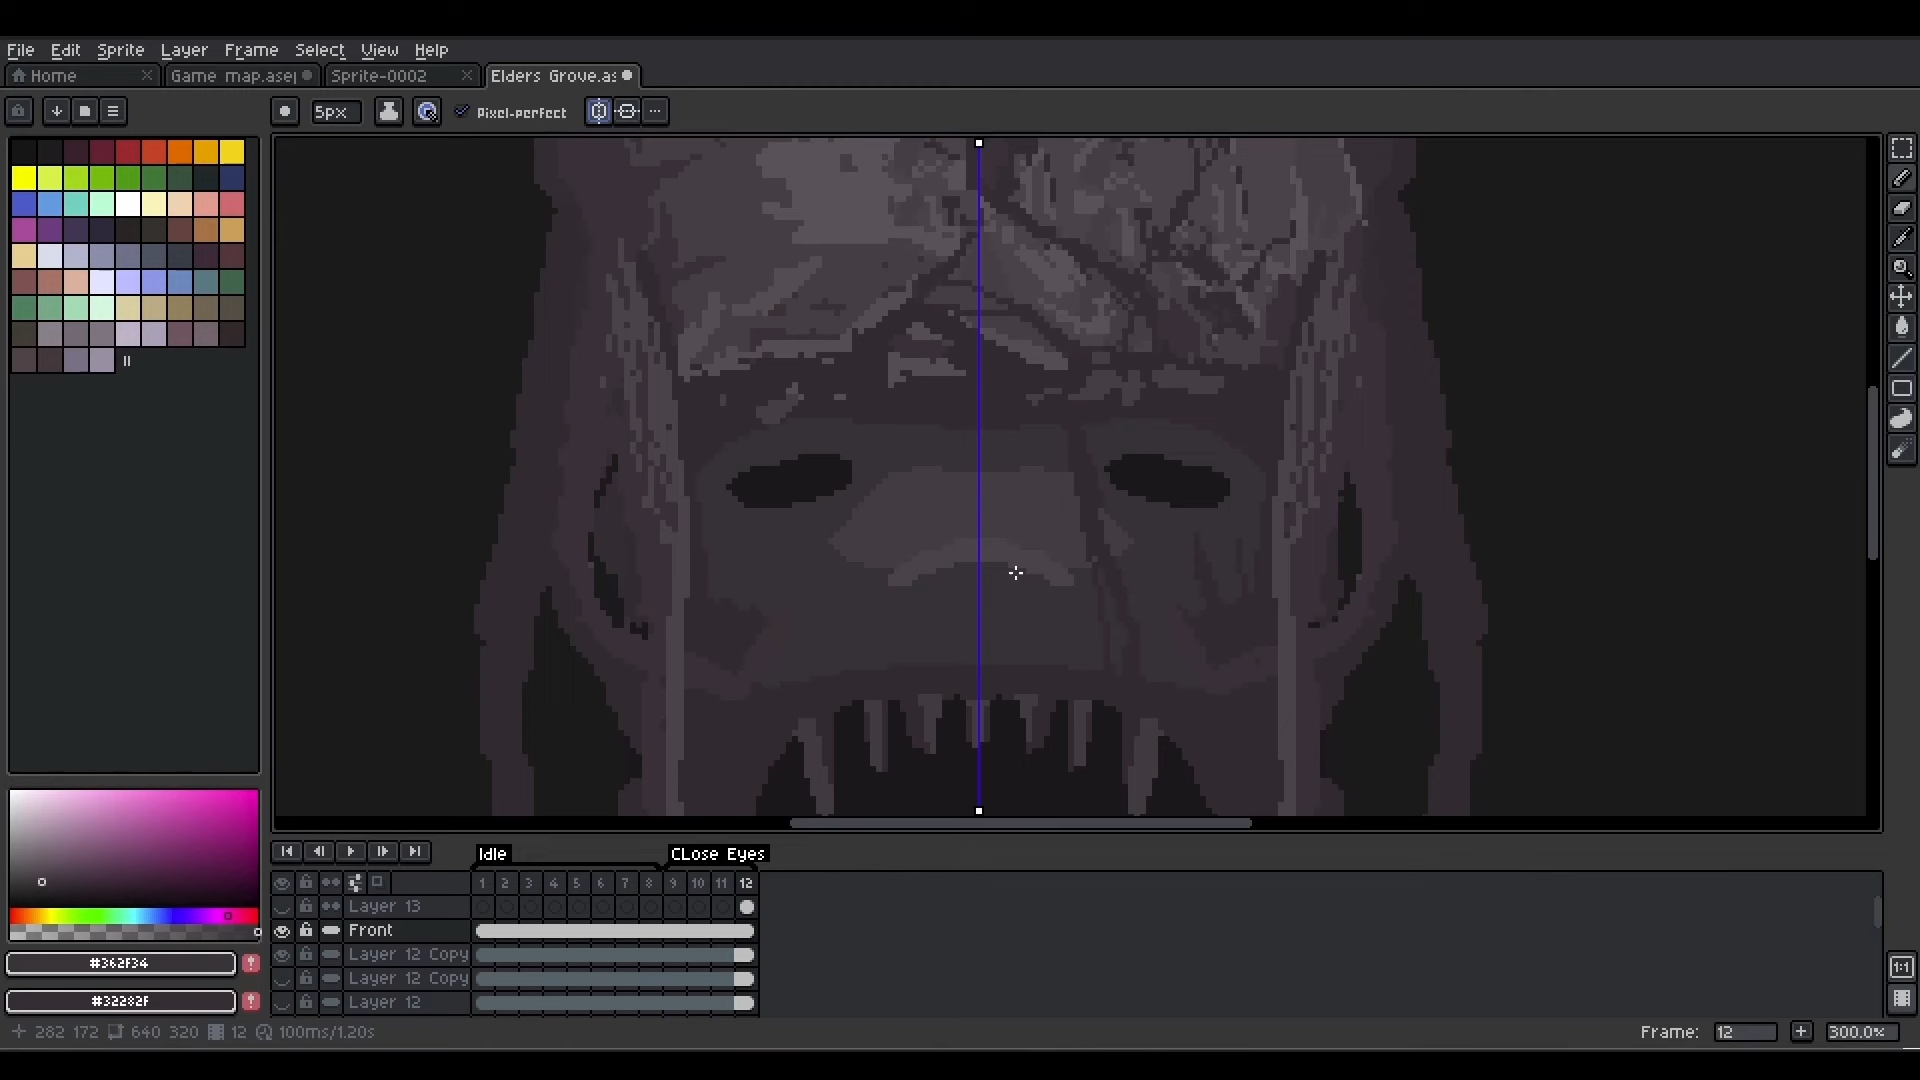 File Edit Sprite Layer Frame Select View Help
Home Game map.ase Sprite-0002 Elders Grove.as
5px Pixel-perfect
Idle CLose Eyes
1 2 3 4 5 6 7 8 9 10 11 12
Layer 13
Front
Layer 12 Copy
Layer 12 Copy
Layer 12
#362f34
#32282f
282 172 640 320 12 100ms/1.20s
Frame: 12 + 300.0%
1:1